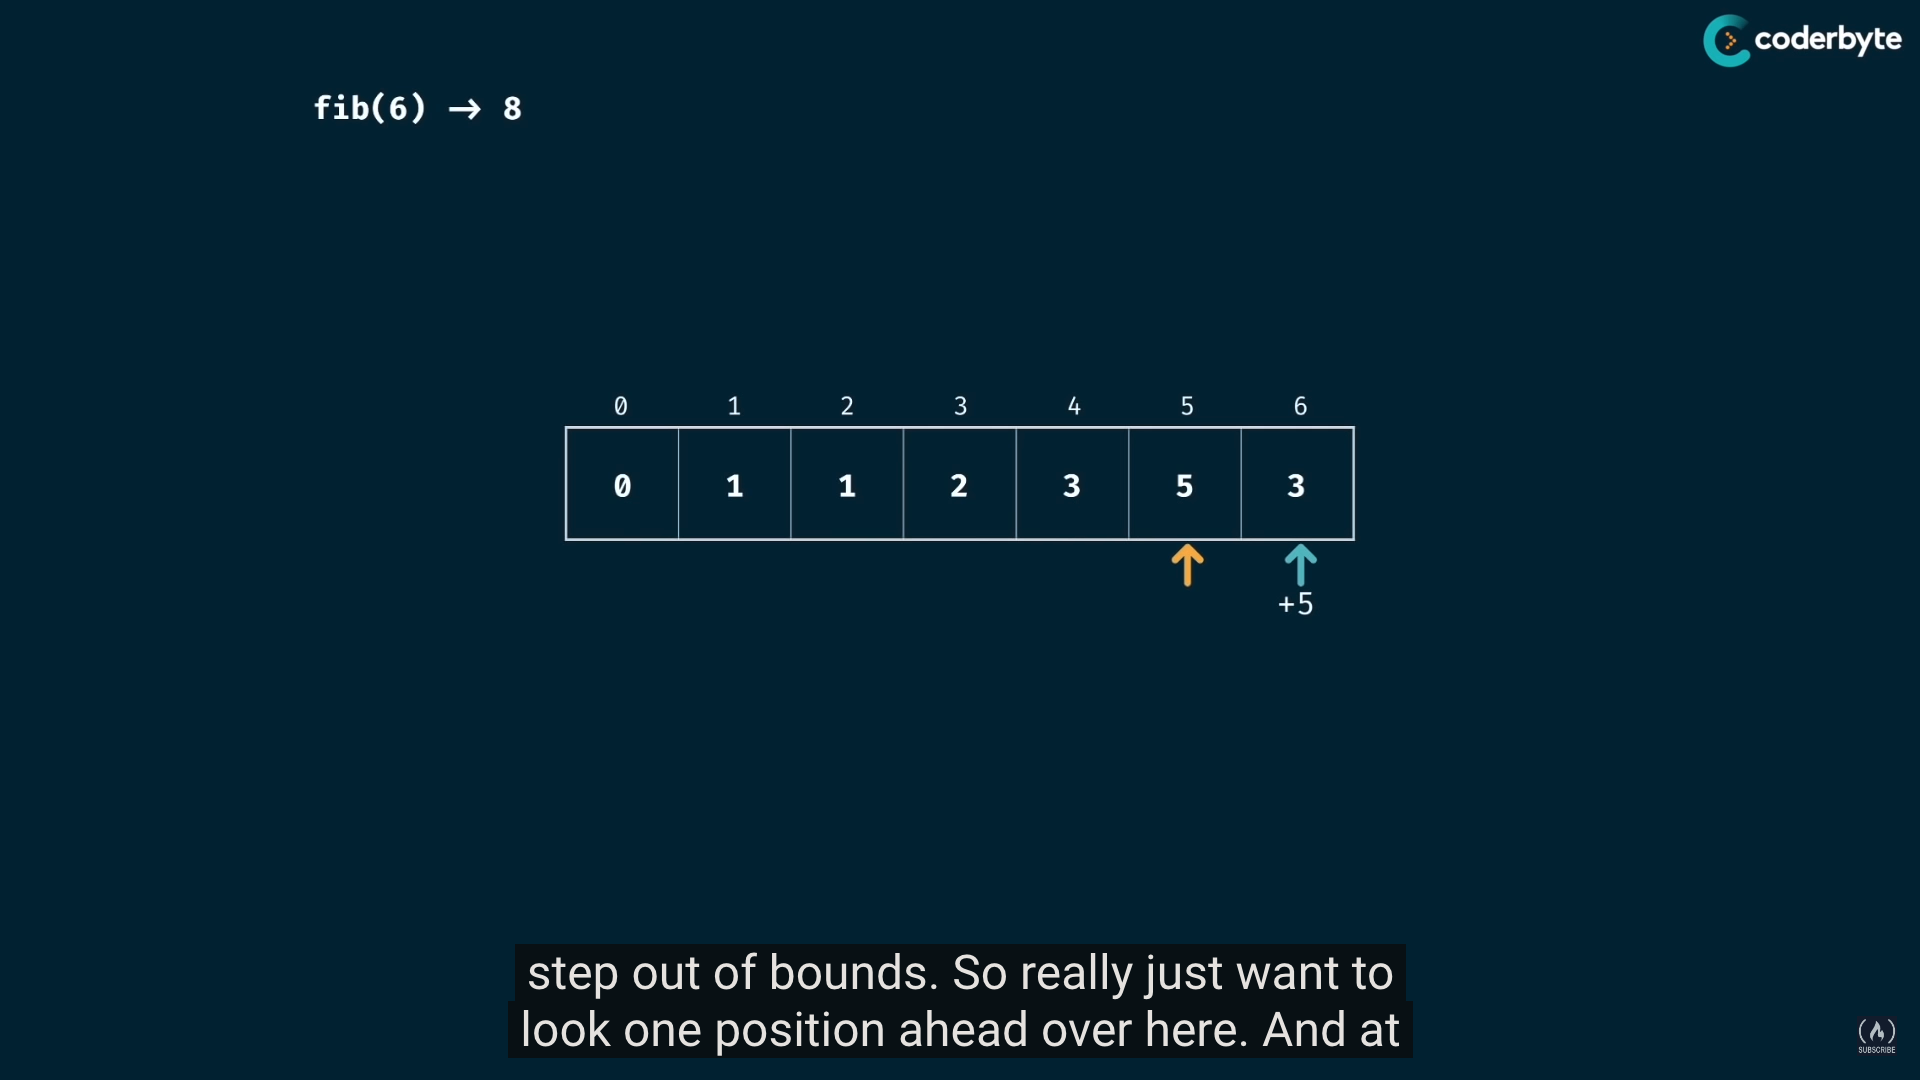 coderbyte
fib(6) → 8
0 1 2 3 4 5 6
0 1 1 2 3 5 3
+5
step out of bounds. So really just want to
look one position ahead over here. And at
SUBSCRIBE